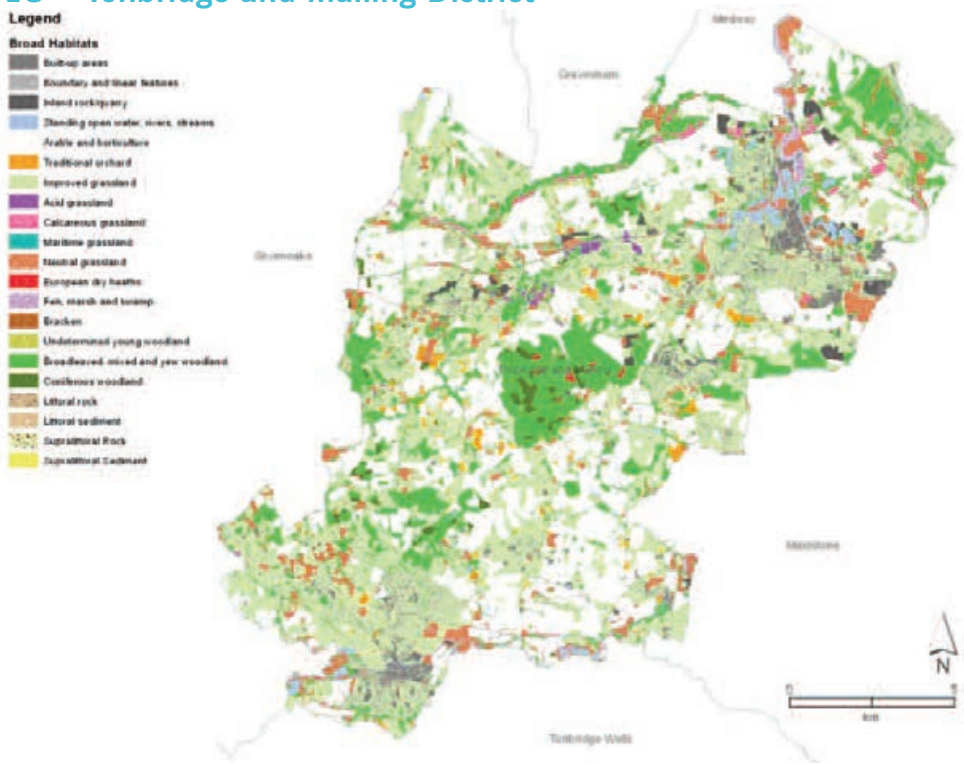 Tonbridge and Malling District
Legend
Broad Habitats
Built-up areas
Boundary and linear features
Inland rock/quarry
Standing open water, rivers, streams
Arable and horticulture
Traditional orchard
Improved grassland
Acid grassland
Calcareous grassland
Maritime grassland
Neutral grassland
European dry heaths
Fen, marsh and swamp
Bracken
Undetermined young woodland
Broadleaved, mixed and yew woodland
Coniferous woodland
Littoral rock
Littoral sediment
Supralittoral Rock
Supralittoral Sediment
Medway
Gravesham
Sevenoaks
Maidstone
Tunbridge Wells
N
0 5
km